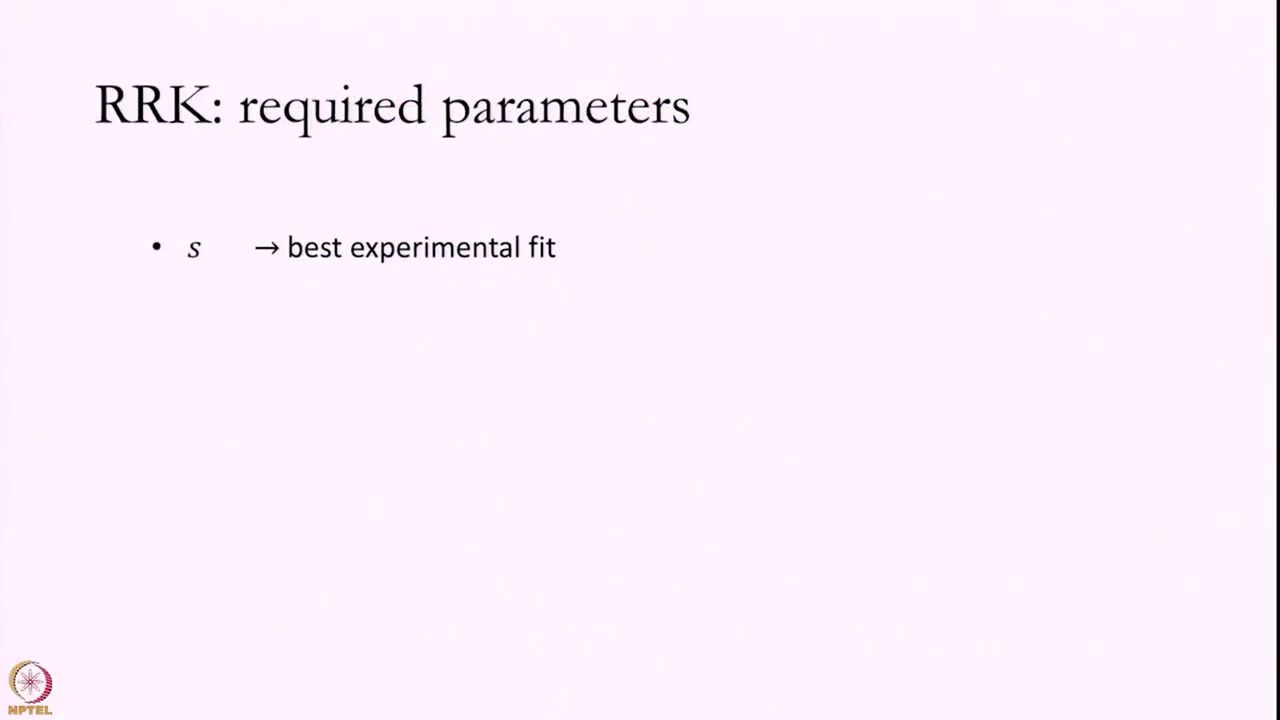 RRK: required parameters
• s → best experimental fit
NPTEL